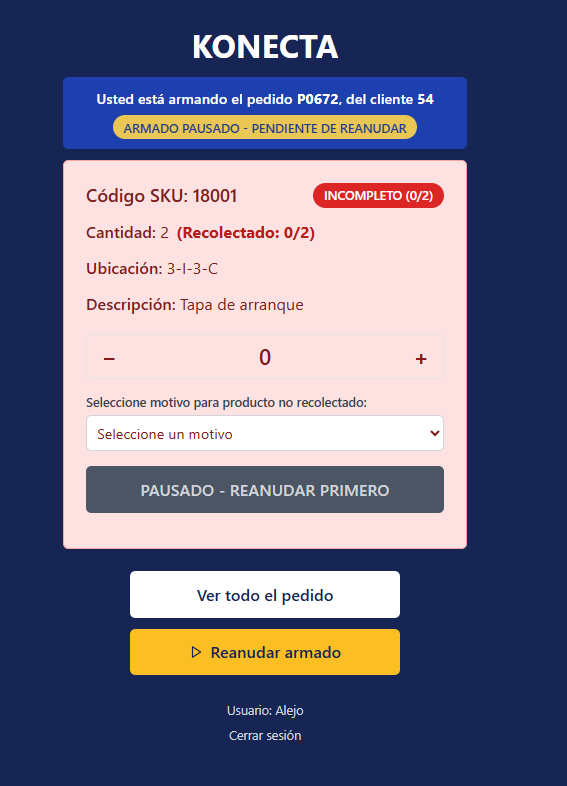 KONECTA
Usted está armando el pedido P0672, del cliente 54
ARMADO PAUSADO - PENDIENTE DE REANUDAR
Código SKU: 18001 INCOMPLETO (0/2)
Cantidad: 2 (Recolectado: 0/2)
Ubicación: 3-I-3-C
Descripción: Tapa de arranque
− 0 +
Seleccione motivo para producto no recolectado:
Seleccione un motivo
PAUSADO - REANUDAR PRIMERO
Ver todo el pedido
Reanudar armado
Usuario: Alejo
Cerrar sesión